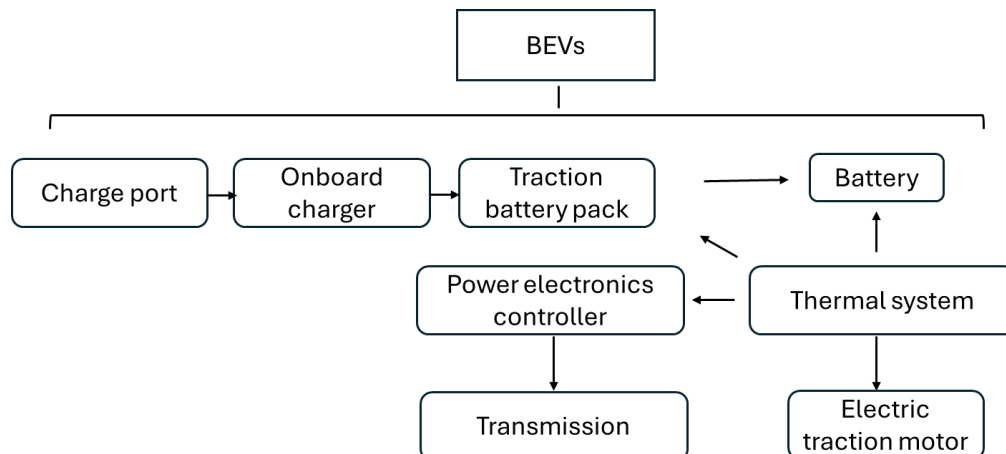 BEVs
Charge port
Onboard
charger
Traction
battery pack
Battery
Power electronics
controller
Thermal system
Transmission
Electric
traction motor